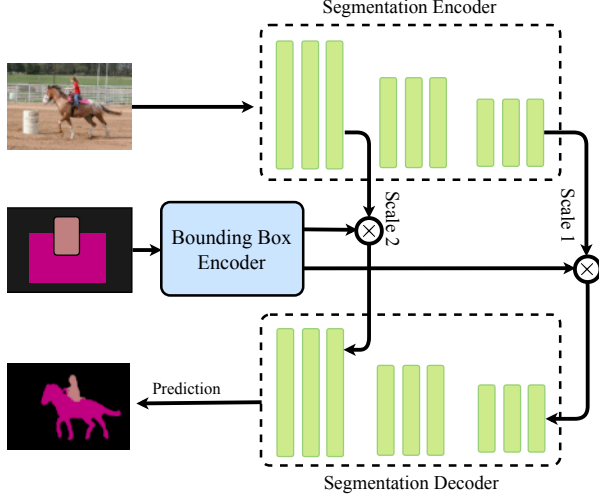 Segmentation Encoder
Scale 2
Scale 1
Bounding Box
Encoder
Prediction
Segmentation Decoder